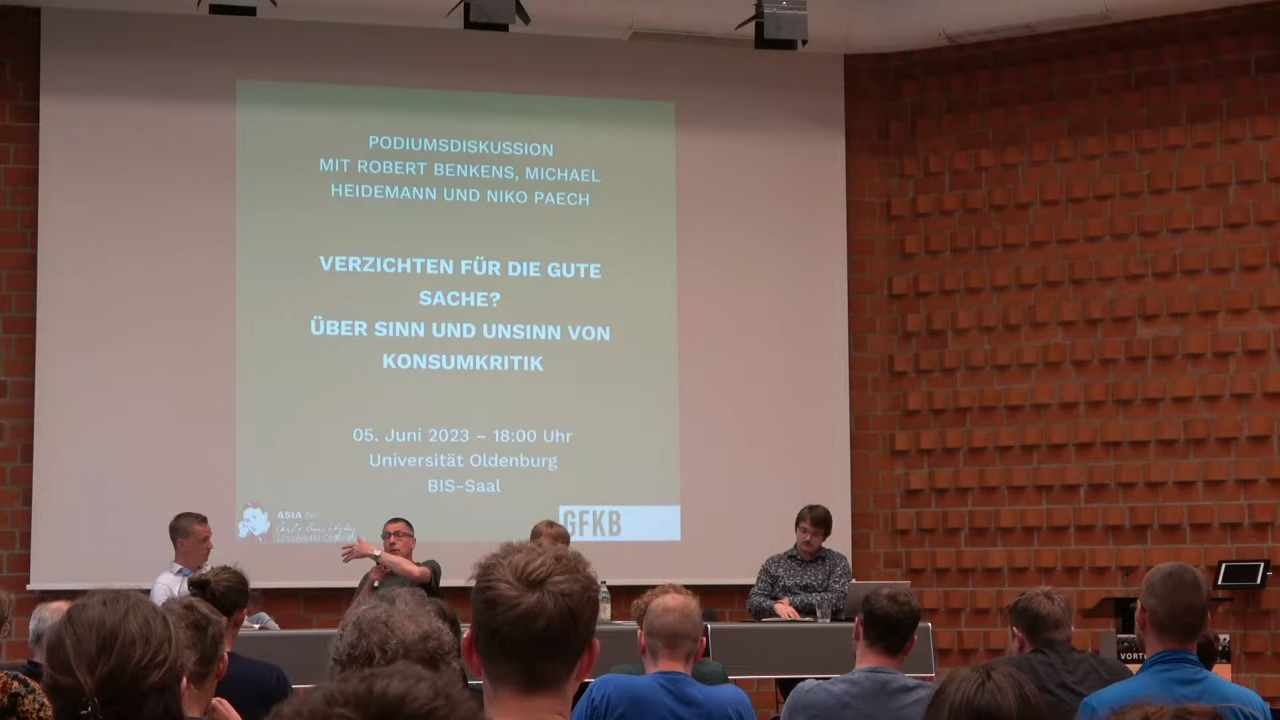 PODIUMSDISKUSSION
MIT ROBERT BENKENS, MICHAEL
HEIDEMANN UND NIKO PAECH
VERZICHTEN FÜR DIE GUTE
SACHE?
ÜBER SINN UND UNSINN VON
KONSUMKRITIK
05. Juni 2023 – 18:00 Uhr
Universität Oldenburg
BIS-Saal
AStA der
Universität
GFKB